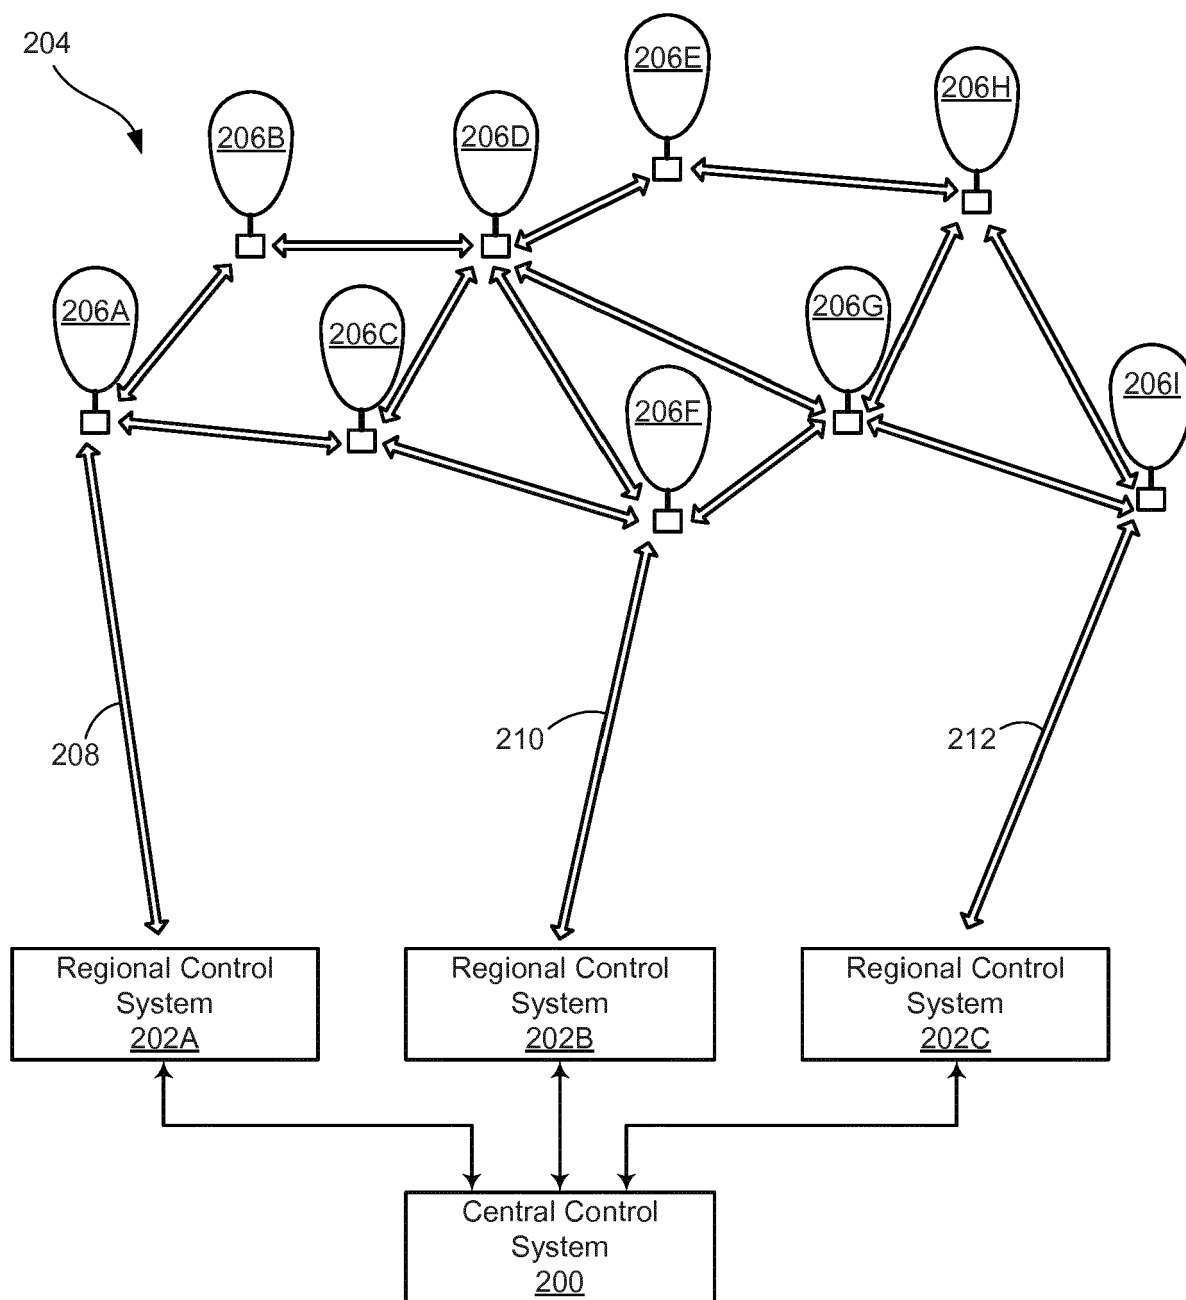 204
206E
206H
206B
206D
206A
206C
206G
206F
206I
208
210
212
Regional Control
System
202A
Regional Control
System
202B
Regional Control
System
202C
Central Control
System
200